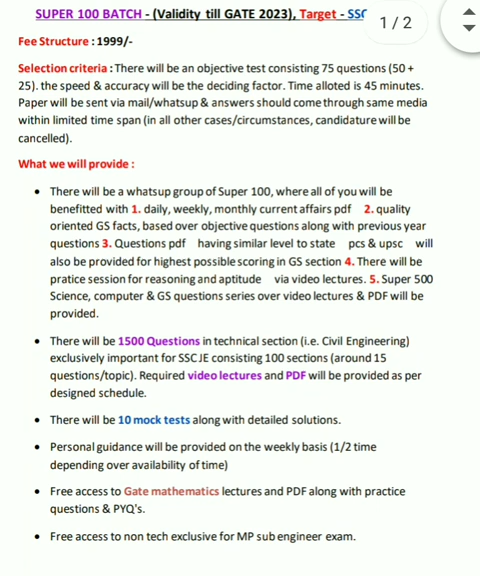 SUPER 100 BATCH - (Validity till GATE 2023), Target - SSC
1 / 2
Fee Structure : 1999/-
Selection criteria : There will be an objective test consisting 75 questions (50 +
25). the speed & accuracy will be the deciding factor. Time alloted is 45 minutes.
Paper will be sent via mail/whatsup & answers should come through same media
within limited time span (in all other cases/circumstances, candidature will be
cancelled).
What we will provide :
• There will be a whatsup group of Super 100, where all of you will be
benefitted with 1. daily, weekly, monthly current affairs pdf 2. quality
oriented GS facts, based over objective questions along with previous year
questions 3. Questions pdf having similar level to state pcs & upsc will
also be provided for highest possible scoring in GS section 4. There will be
pratice session for reasoning and aptitude via video lectures. 5. Super 500
Science, computer & GS questions series over video lectures & PDF will be
provided.
• There will be 1500 Questions in technical section (i.e. Civil Engineering)
exclusively important for SSC JE consisting 100 sections (around 15
questions/topic). Required video lectures and PDF will be provided as per
designed schedule.
• There will be 10 mock tests along with detailed solutions.
• Personal guidance will be provided on the weekly basis (1/2 time
depending over availability of time)
• Free access to Gate mathematics lectures and PDF along with practice
questions & PYQ's.
• Free access to non tech exclusive for MP sub engineer exam.